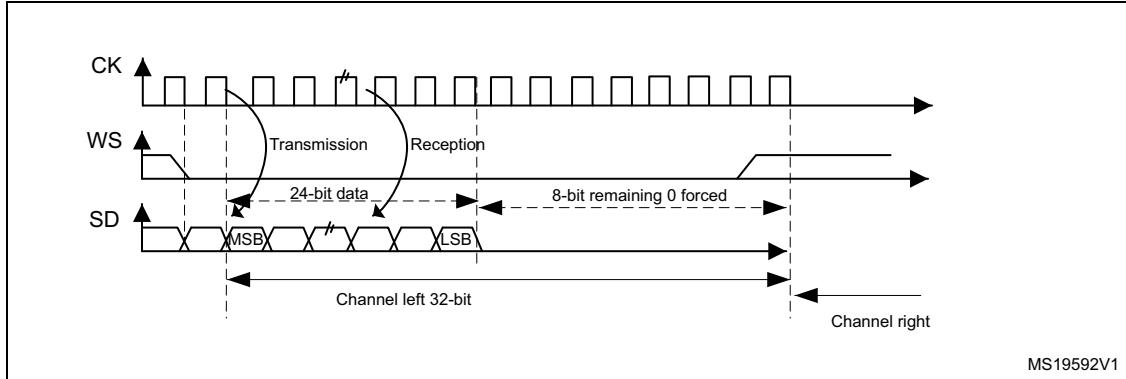 CK
WS
Transmission
Reception
24-bit data
8-bit remaining 0 forced
SD
MSB
LSB
Channel left 32-bit
Channel right
MS19592V1